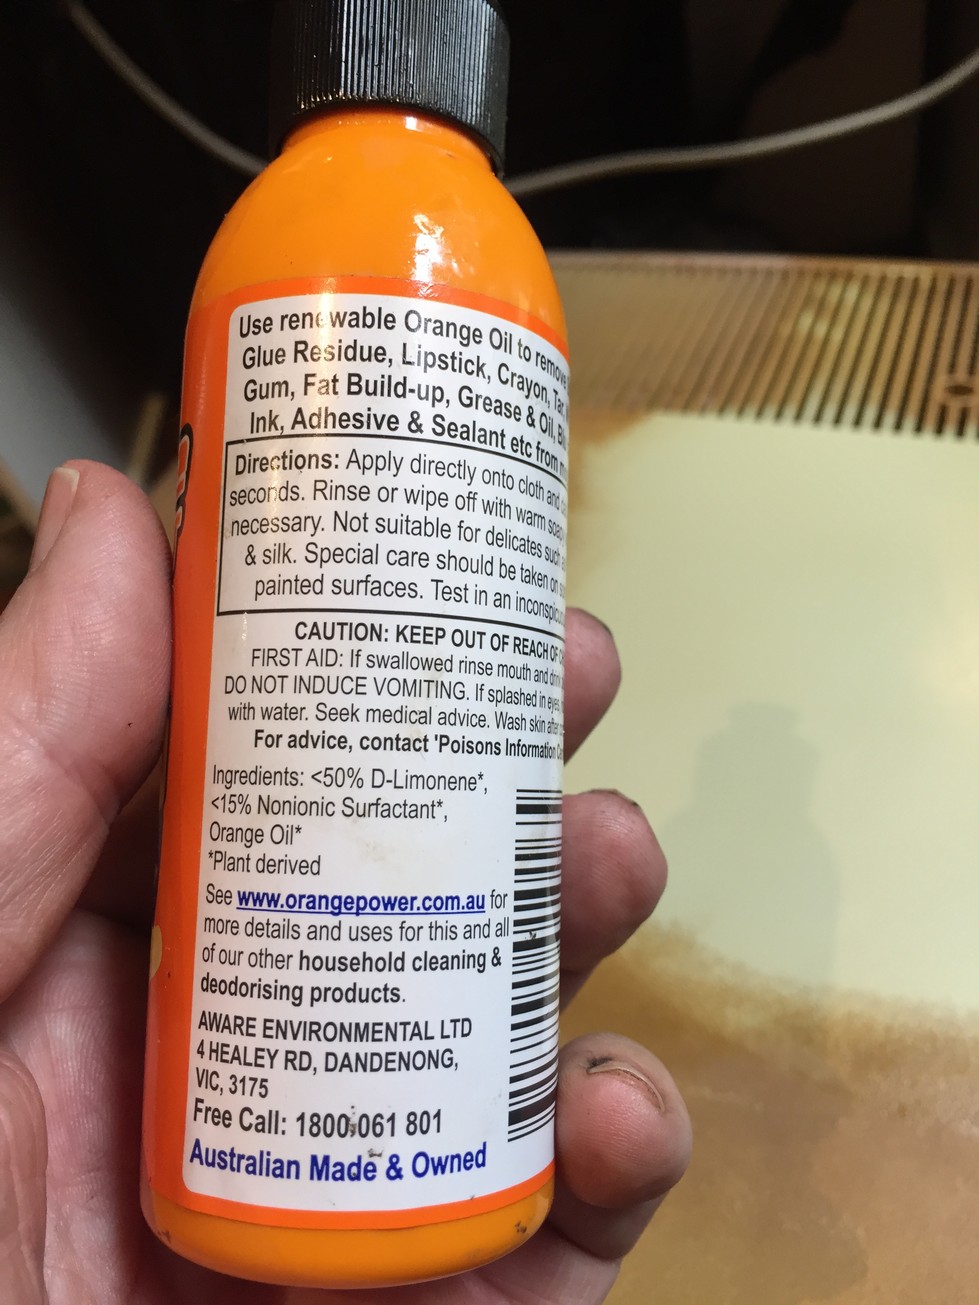 Use renewable Orange Oil to remove
Glue Residue, Lipstick, Crayon, Tar,
Gum, Fat Build-up, Grease & Oil,
Ink, Adhesive & Sealant etc from
Directions: Apply directly onto cloth and
seconds. Rinse or wipe off with warm
necessary. Not suitable for delicates such
& silk. Special care should be taken on
painted surfaces. Test in an
CAUTION: KEEP OUT OF REACH OF
FIRST AID: If swallowed rinse mouth and
DO NOT INDUCE VOMITING. If splashed in eyes
with water. Seek medical advice. Wash skin after
For advice, contact 'Poisons Information
Ingredients: <50% D-Limonene*,
<15% Nonionic Surfactant*,
Orange Oil*
*Plant derived
See www.orangepower.com.au for
more details and uses for this and all
of our other household cleaning &
deodorising products.
AWARE ENVIRONMENTAL LTD
4 HEALEY RD, DANDENONG,
VIC, 3175
Free Call: 1800 061 801
Australian Made & Owned